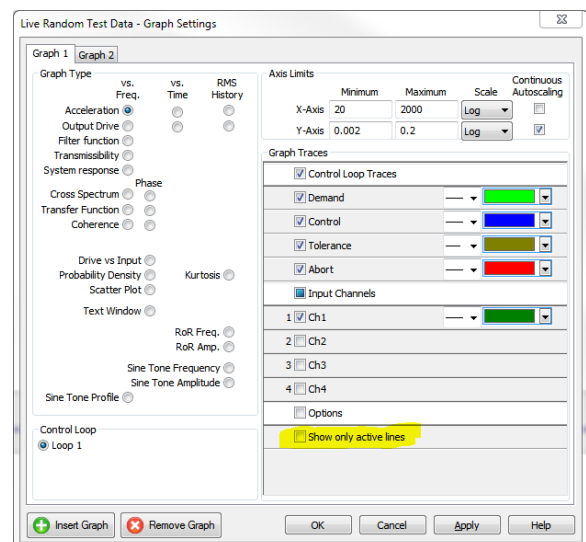 Live Random Test Data - Graph Settings
Graph 1 Graph 2
Graph Type
vs. Freq. vs. Time RMS History
Acceleration
Output Drive
Filter function
Transmissibility
System response
Phase
Cross Spectrum
Transfer Function
Coherence
Drive vs Input
Probability Density Kurtosis
Scatter Plot
Text Window
RoR Freq.
RoR Amp.
Sine Tone Frequency
Sine Tone Amplitude
Sine Tone Profile
Control Loop
Loop 1
Axis Limits
Minimum Maximum Scale Continuous Autoscaling
X-Axis 20 2000 Log
Y-Axis 0.002 0.2 Log
Graph Traces
Control Loop Traces
Demand
Control
Tolerance
Abort
Input Channels
1 Ch1
2 Ch2
3 Ch3
4 Ch4
Options
Show only active lines
Insert Graph Remove Graph OK Cancel Apply Help